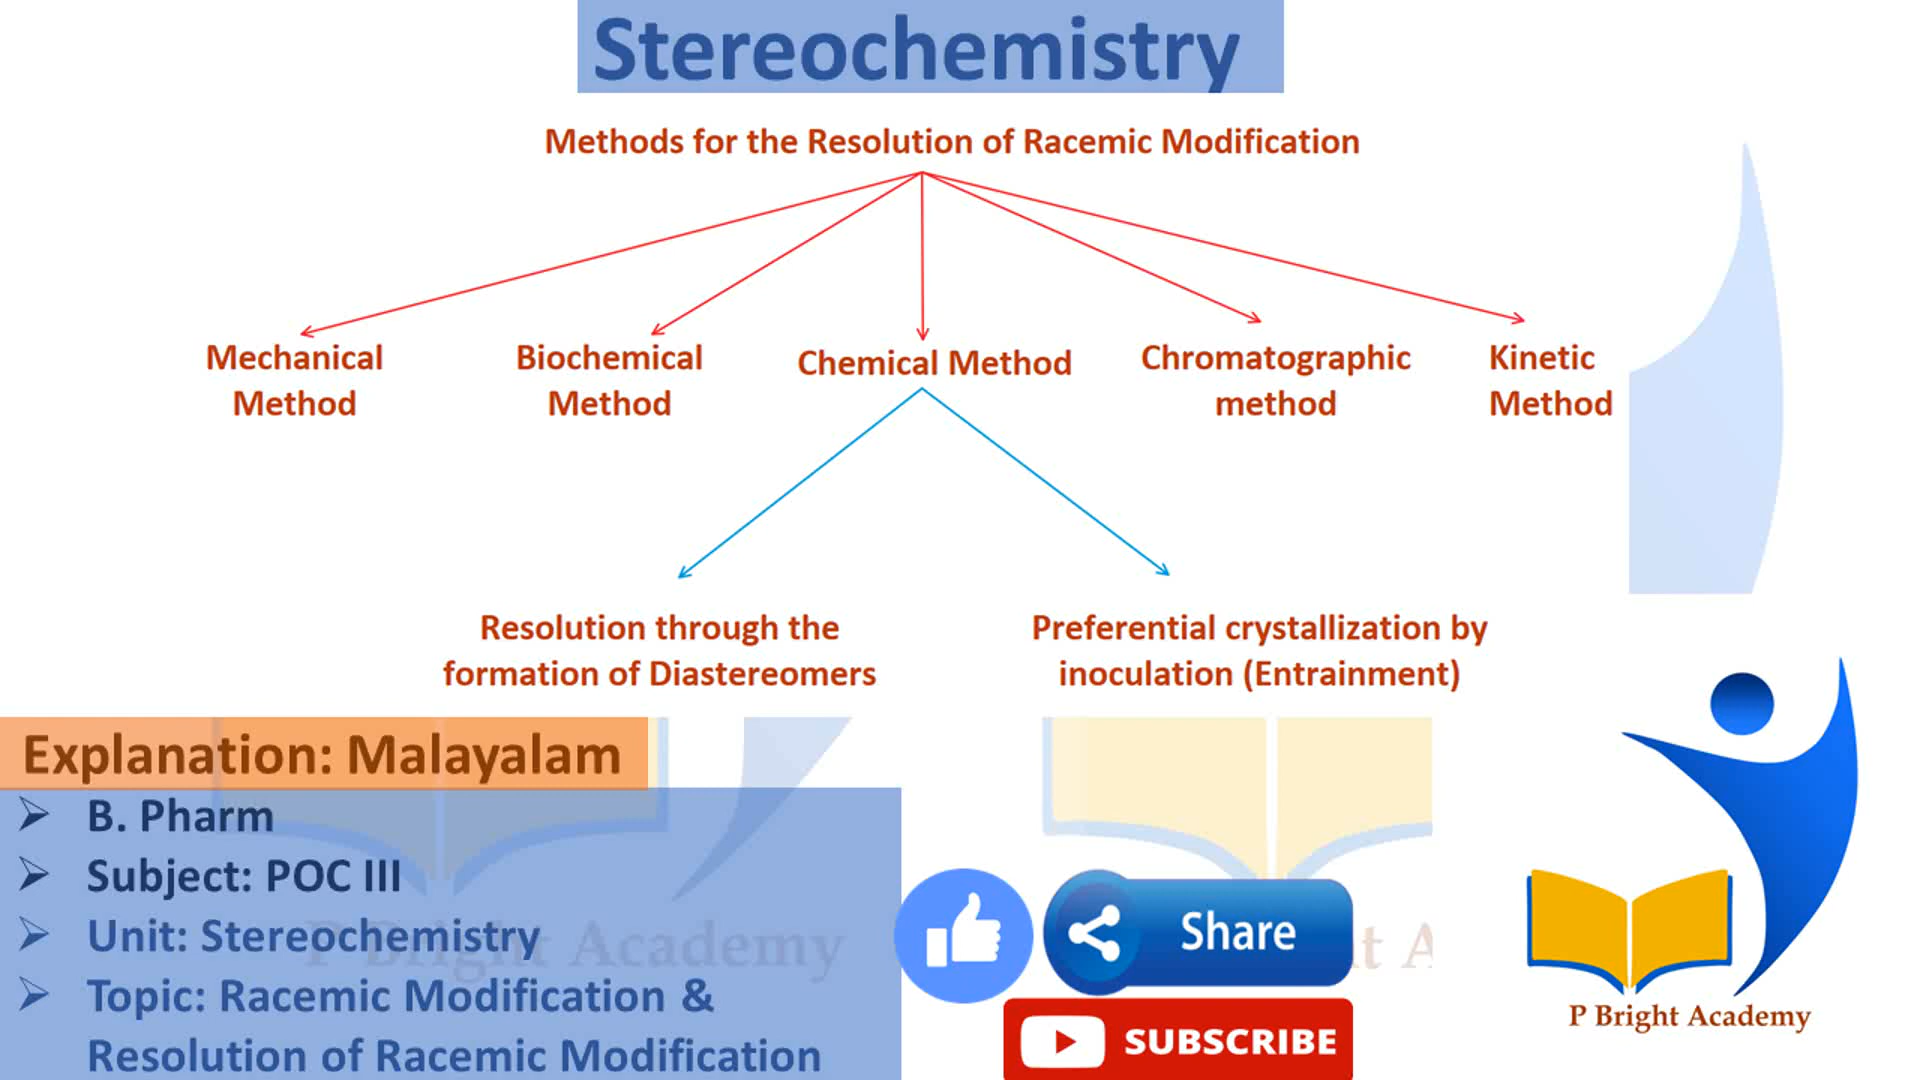 Stereochemistry
Methods for the Resolution of Racemic Modification
Mechanical
Method
Biochemical
Method
Chemical Method
Chromatographic
method
Kinetic
Method
Resolution through the
formation of Diastereomers
Preferential crystallization by
inoculation (Entrainment)
Explanation: Malayalam
B. Pharm
Subject: POC III
Unit: Stereochemistry
Topic: Racemic Modification &
Resolution of Racemic Modification
P Bright Academy
Share
t A
SUBSCRIBE
P Bright Academy